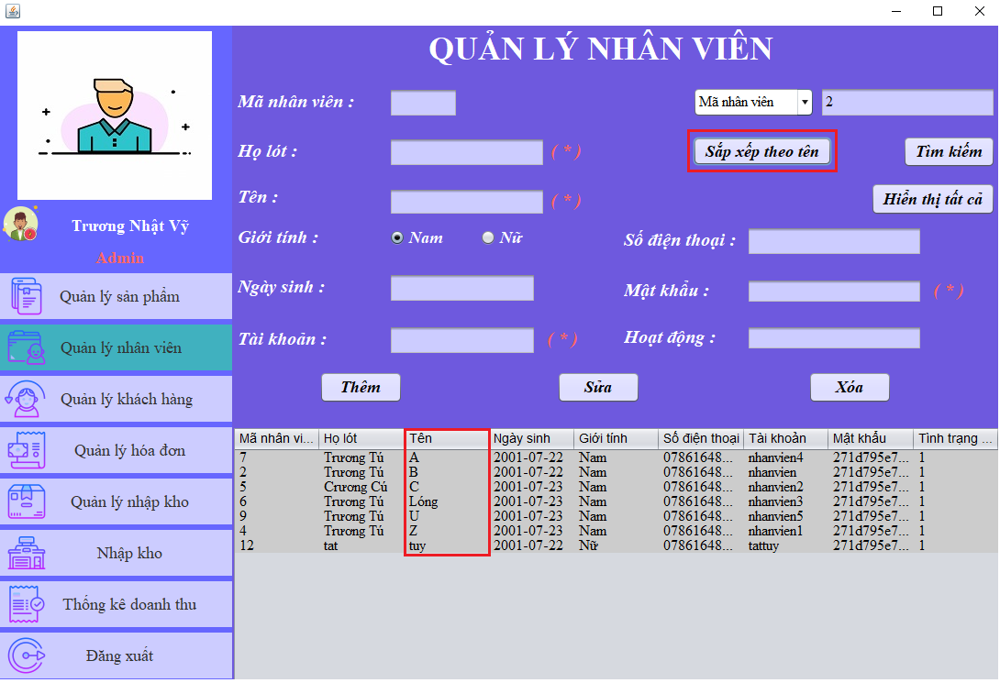 QUẢN LÝ NHÂN VIÊN
Mã nhân viên :
Mã nhân viên 2
Họ lót : ( * )
Sắp xếp theo tên
Tìm kiếm
Tên : ( * )
Hiển thị tất cả
Giới tính : Nam Nữ
Số điện thoại :
Ngày sinh :
Mật khẩu : ( * )
Tài khoản : ( * )
Hoạt động :
Thêm
Sửa
Xóa
Trương Nhật Vỹ
Admin
Quản lý sản phẩm
Quản lý nhân viên
Quản lý khách hàng
Quản lý hóa đơn
Quản lý nhập kho
Nhập kho
Thống kê doanh thu
Đăng xuất
Mã nhân vi... Họ lót Tên Ngày sinh Giới tính Số điện thoại Tài khoản Mật khẩu Tình trạng ...
7 Trương Tú A 2001-07-22 Nam 07861648... nhanvien4 271d795e7... 1
2 Trương Tú B 2001-07-22 Nam 07861648... nhanvien 271d795e7... 1
5 Crương Cú C 2001-07-23 Nam 07861648... nhanvien2 271d795e7... 1
6 Trương Tú Lóng 2001-07-23 Nam 07861648... nhanvien3 271d795e7... 1
9 Trương Tú U 2001-07-23 Nam 07861648... nhanvien5 271d795e7... 1
4 Trương Tú Z 2001-07-23 Nam 07861648... nhanvien1 271d795e7... 1
12 tat tuy 2001-07-22 Nữ 07861648... tattuy 271d795e7... 1